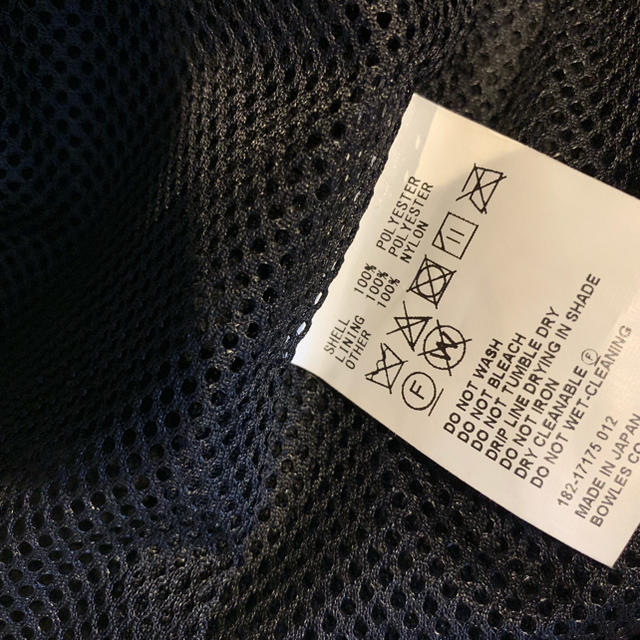 SHELL 100% POLYESTER
LINING 100% POLYESTER
OTHER 100% NYLON
F
W
DO NOT WASH
DO NOT BLEACH
DO NOT TUMBLE DRY
DRIP LINE DRYING IN SHADE
DO NOT IRON
DRY CLEANABLE F
DO NOT WET-CLEANING
182-17175 012
MADE IN JAPAN
BOWLES CO